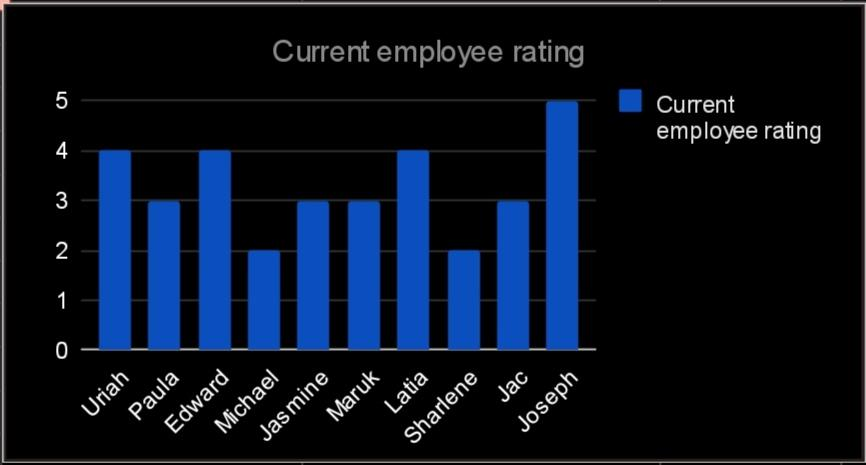 Current employee rating
Current
employee rating
5
4
3
2
1
0
Uriah
Paula
Edward
Michael
Jasmine
Maruk
Latia
Sharlene
Jac
Joseph